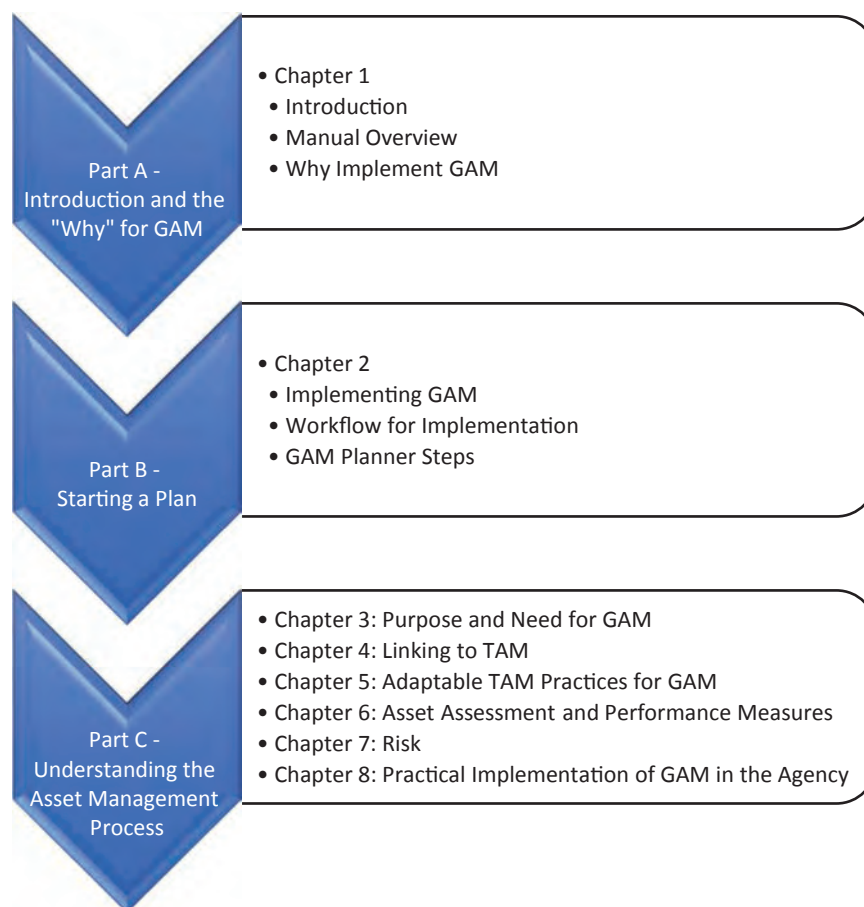 Part A -
Introduction and the
"Why" for GAM
• Chapter 1
• Introduction
• Manual Overview
• Why Implement GAM
Part B -
Starting a Plan
• Chapter 2
• Implementing GAM
• Workflow for Implementation
• GAM Planner Steps
Part C -
Understanding the
Asset Management
Process
• Chapter 3: Purpose and Need for GAM
• Chapter 4: Linking to TAM
• Chapter 5: Adaptable TAM Practices for GAM
• Chapter 6: Asset Assessment and Performance Measures
• Chapter 7: Risk
• Chapter 8: Practical Implementation of GAM in the Agency